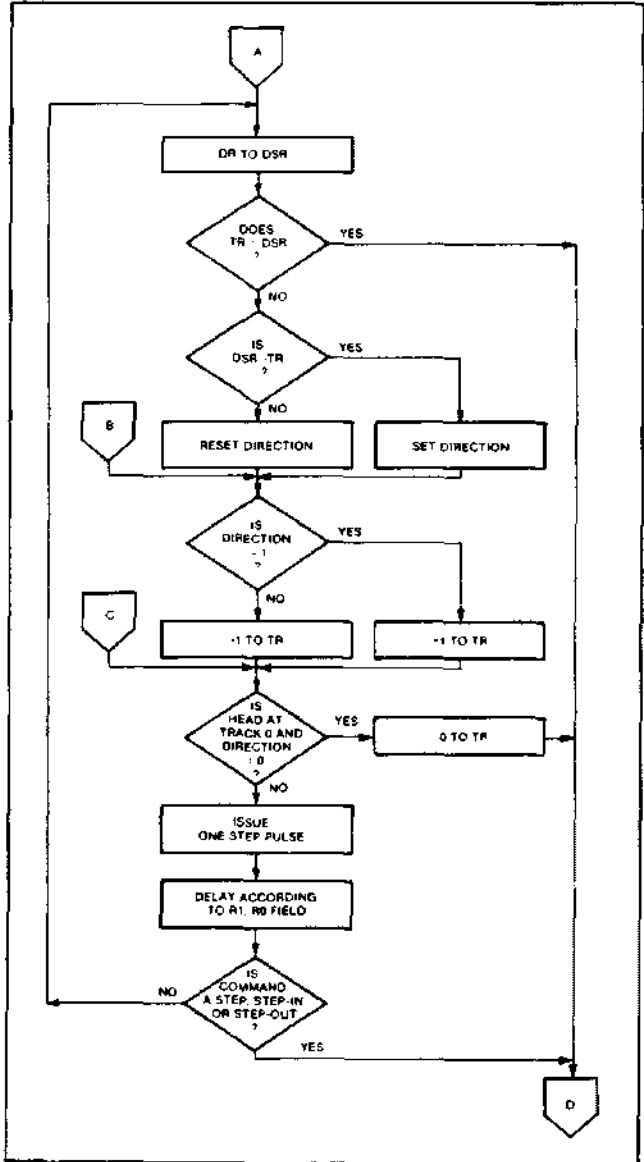 A
DR TO DSR
DOES
TR = DSR
?
YES
NO
IS
DSR TR
?
YES
NO
B
RESET DIRECTION
SET DIRECTION
IS
DIRECTION
1
?
YES
NO
C
-1 TO TR
TO TR
IS
HEAD AT
TRACK 0 AND
DIRECTION
0
?
YES
0 TO TR
NO
ISSUE
ONE STEP PULSE
DELAY ACCORDING
TO R1, R0 FIELD
IS
COMMAND
A STEP, STEP-IN
OR STEP-OUT
?
NO
YES
D